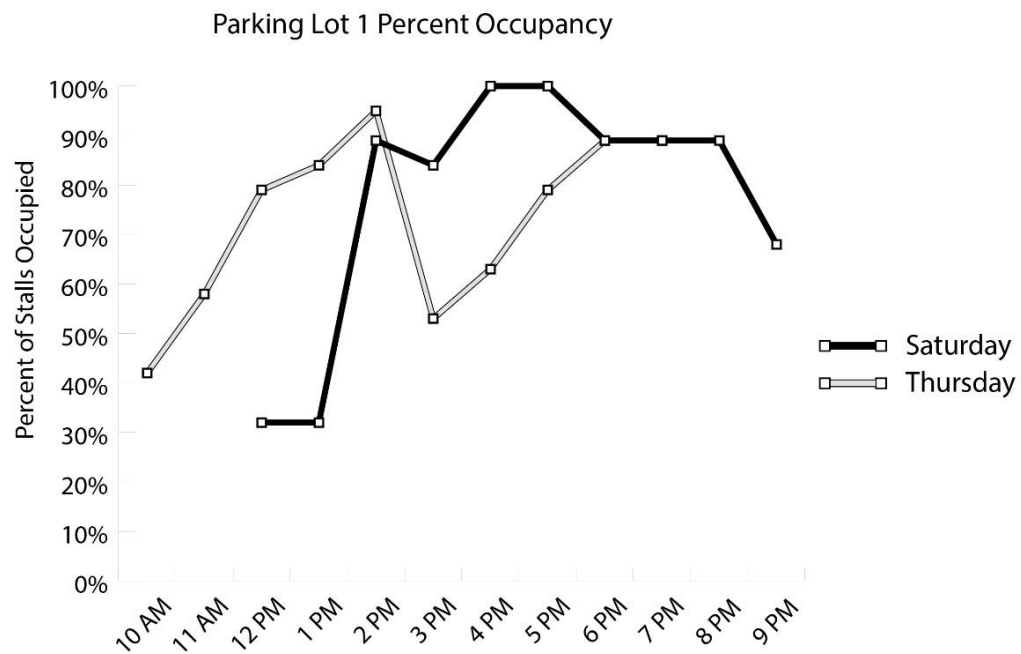 Parking Lot 1 Percent Occupancy
Percent of Stalls Occupied
100%
90%
80%
70%
60%
50%
40%
30%
20%
10%
0%
10 AM
11 AM
12 PM
1 PM
2 PM
3 PM
4 PM
5 PM
6 PM
7 PM
8 PM
9 PM
Saturday
Thursday